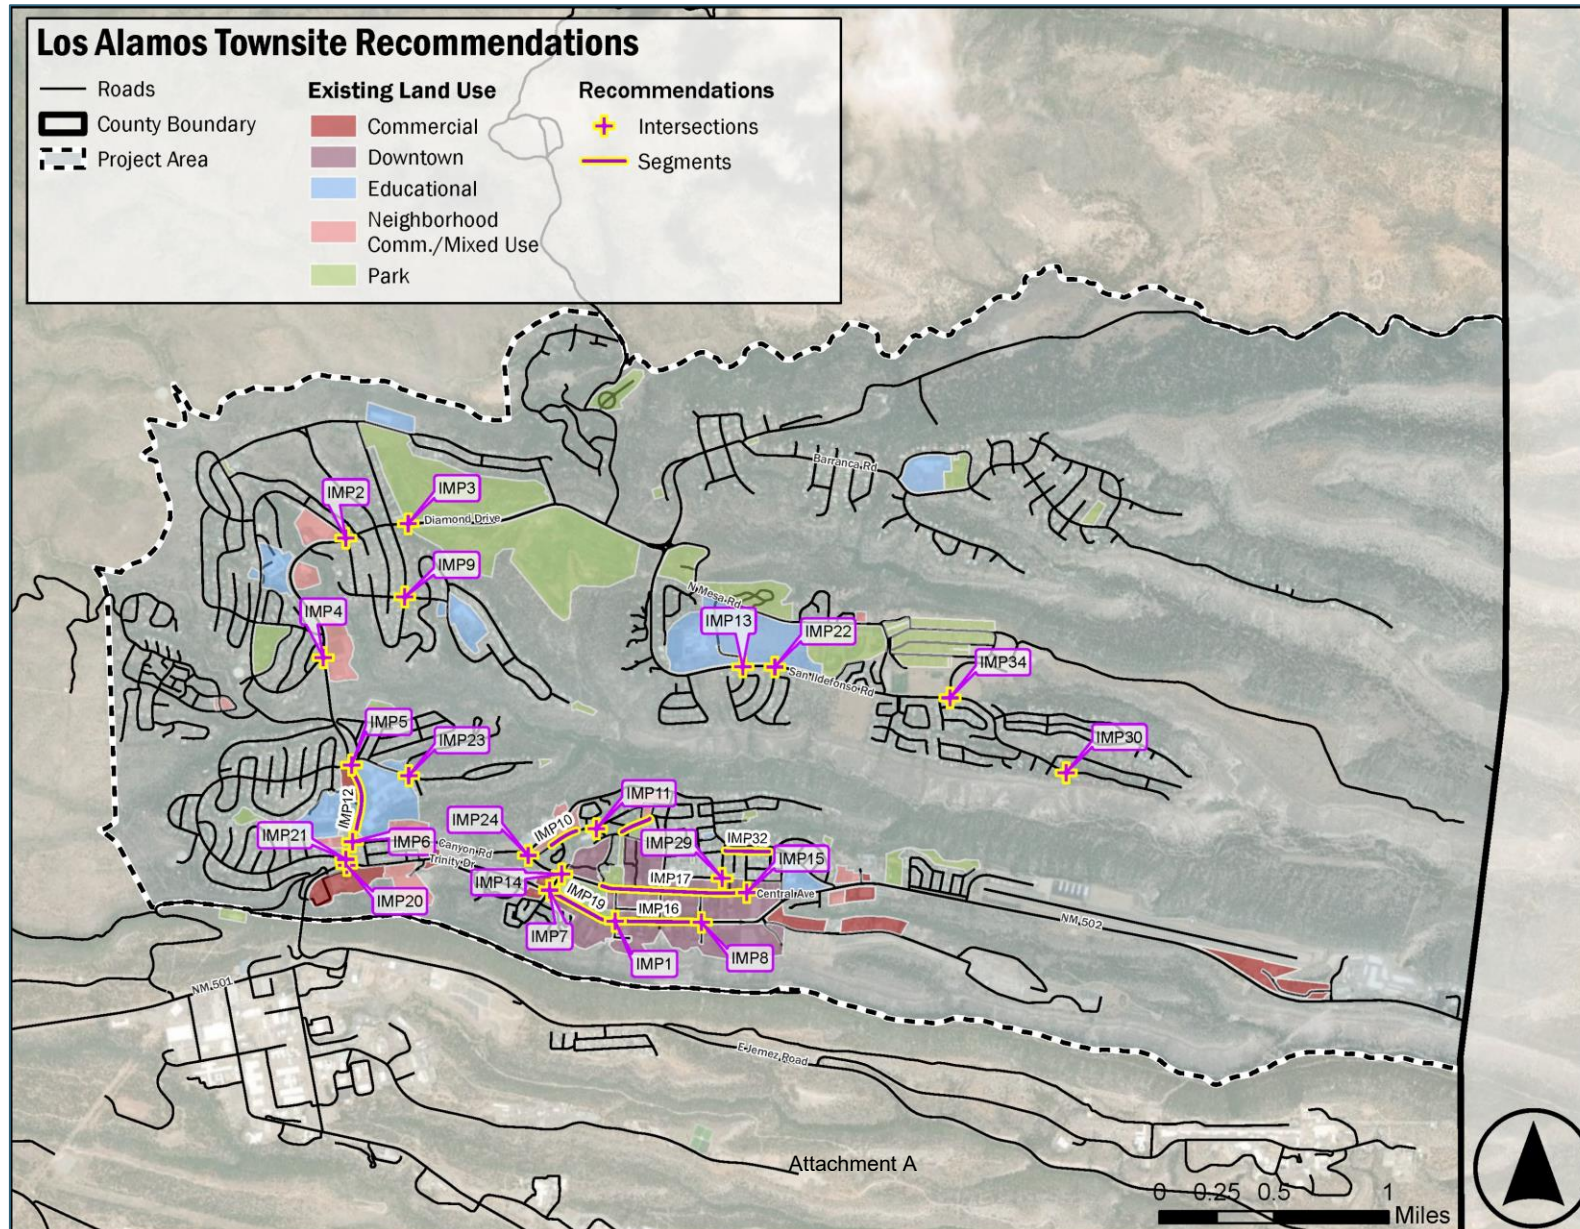 Los Alamos Townsite Recommendations
Roads
County Boundary
Project Area
Existing Land Use
Commercial
Downtown
Educational
Neighborhood
Comm./Mixed Use
Park
Recommendations
Intersections
Segments
Barranca Rd
IMP2
IMP3
Diamond Drive
IMP9
N Mesa Rd
IMP4
IMP13
IMP22
San Ildefonso Rd
IMP34
IMP5
IMP23
IMP30
IMP12
IMP11
IMP24
IMP10
IMP21
IMP6
Canyon Rd
Trinity Dr
IMP29
IMP32
IMP15
IMP14
IMP17
Central Ave
IMP20
IMP19
IMP16
NM 502
IMP7
IMP1
IMP8
NM 501
E Jemez Road
Attachment A
0 0.25 0.5 1
Miles